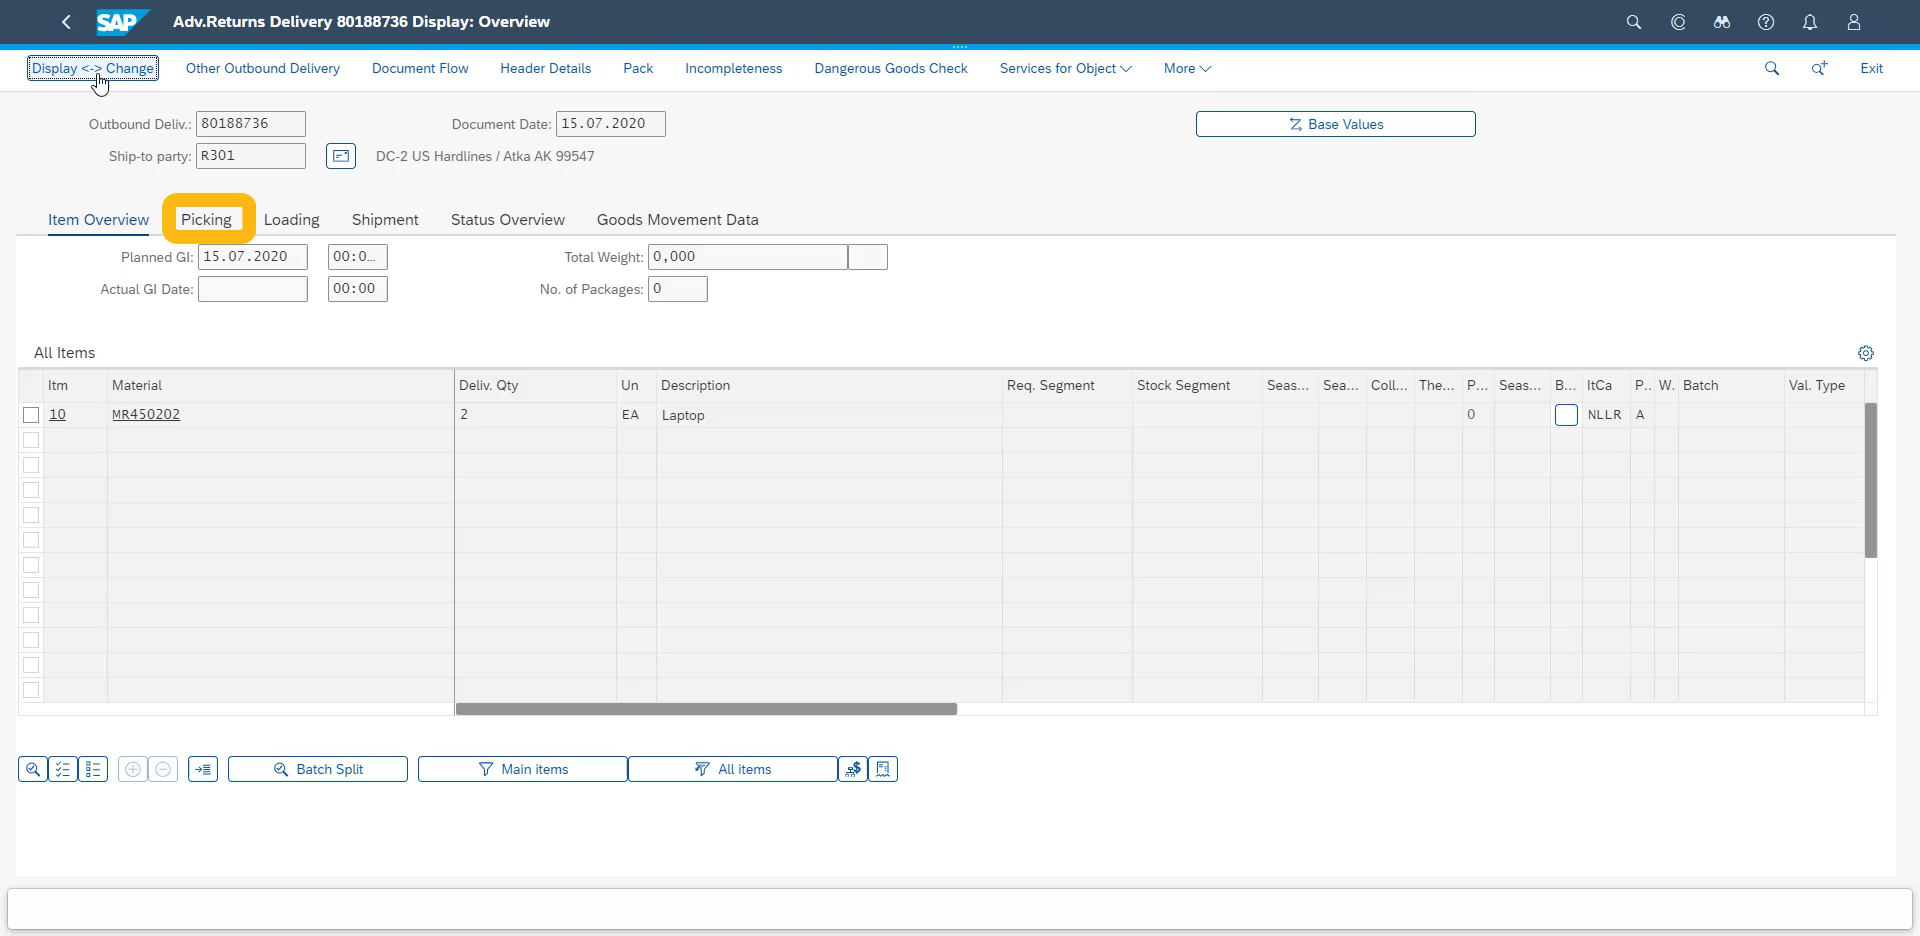 SAP Adv.Returns Delivery 80188736 Display: Overview
Display <-> Change Other Outbound Delivery Document Flow Header Details Pack Incompleteness Dangerous Goods Check Services for Object More Exit
Outbound Deliv.: 80188736 Document Date: 15.07.2020 Base Values
Ship-to party: R301 DC-2 US Hardlines / Atka AK 99547
Item Overview Picking Loading Shipment Status Overview Goods Movement Data
Planned GI: 15.07.2020 00:0... Total Weight: 0,000
Actual GI Date: 00:00 No. of Packages: 0
All Items
Itm Material Deliv. Qty Un Description Req. Segment Stock Segment Seas... Sea... Coll... The... P... Seas... B... ItCa P.. W. Batch Val. Type
10 MR450202 2 EA Laptop 0 NLLR A
Batch Split Main items All items